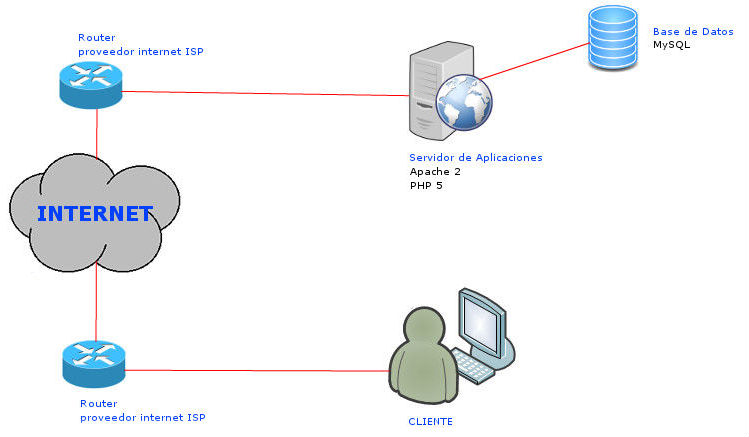 Router
proveedor internet ISP
Base de Datos
MySQL
Servidor de Aplicaciones
Apache 2
PHP 5
INTERNET
Router
proveedor internet ISP
CLIENTE